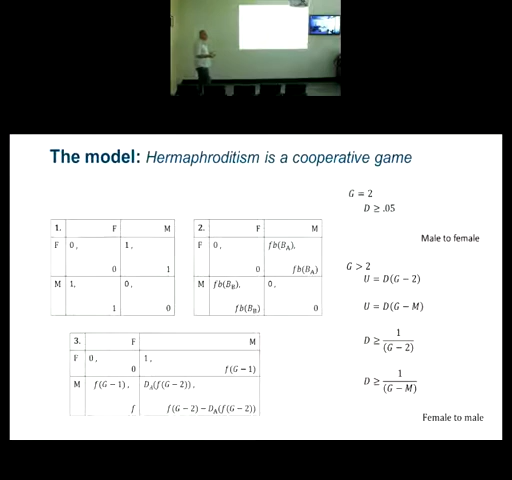 The model: Hermaphroditism is a cooperative game
1. F M
F 0, 1,
0 1
M 1, 0,
1 0
2. F M
F 0, fb(B_A),
0 fb(B_A)
M fb(B_B), 0,
fb(B_B) 0
3. F M
F 0, 1,
0 f(G − 1)
M f(G − 1), D_A(f(G − 2)),
f f(G − 2) − D_A(f(G − 2))
G = 2
D ≥ .05
Male to female
G > 2
U = D(G − 2)
U = D(G − M)
D ≥ 1/(G − 2)
D ≥ 1/(G − M)
Female to male